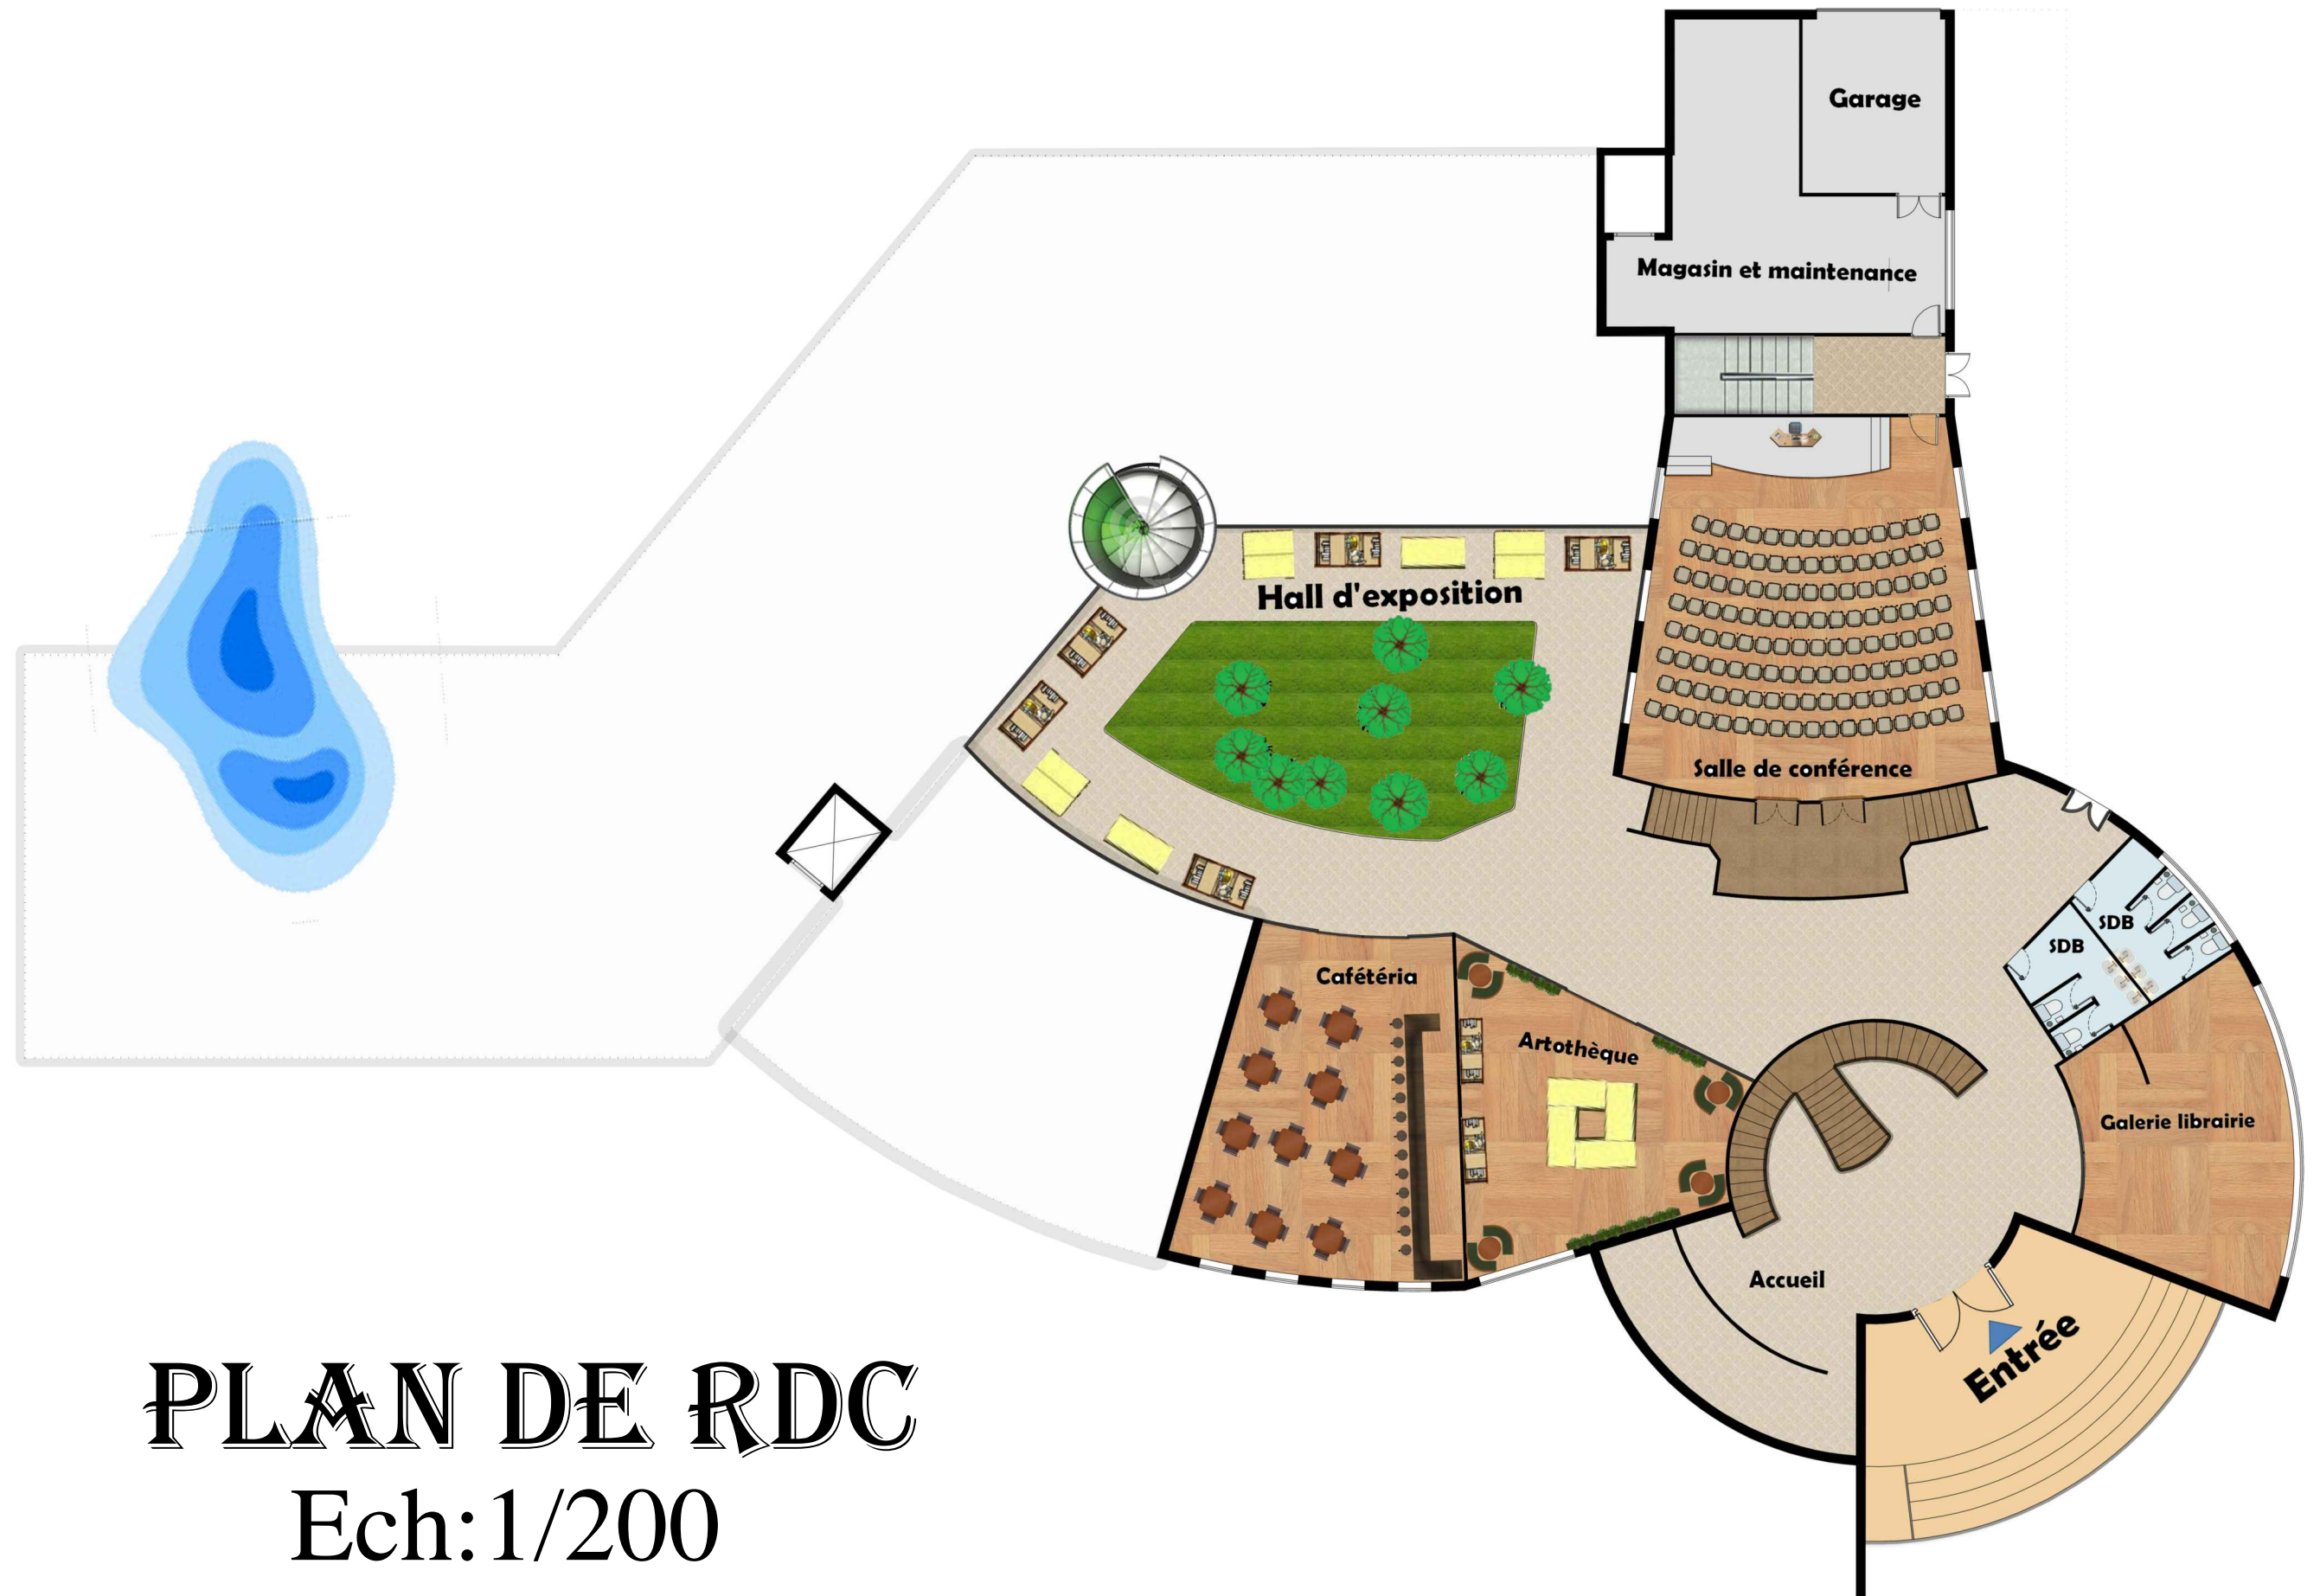 Garage
Magasin et maintenance
Hall d'exposition
Salle de conférence
SDB
SDB
Cafétéria
Artothèque
Galerie librairie
Accueil
Entrée
PLAN DE RDC
Ech:1/200